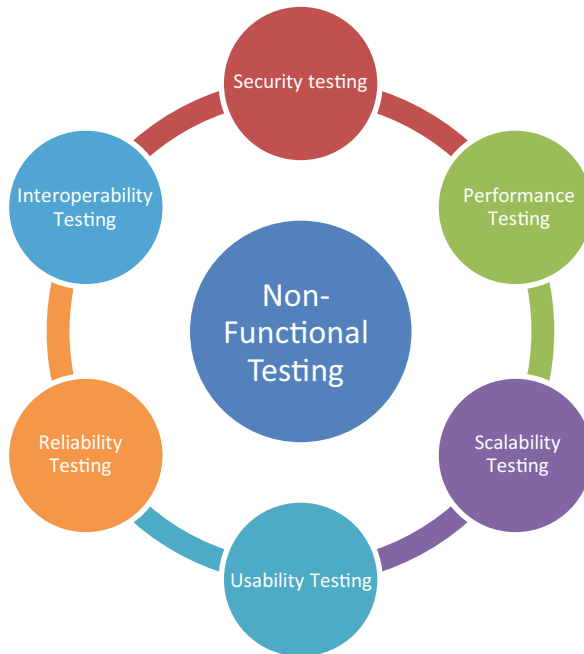 Security testing
Performance
Testing
Scalability
Testing
Usability Testing
Reliability
Testing
Interoperability
Testing
Non-
Functional
Testing